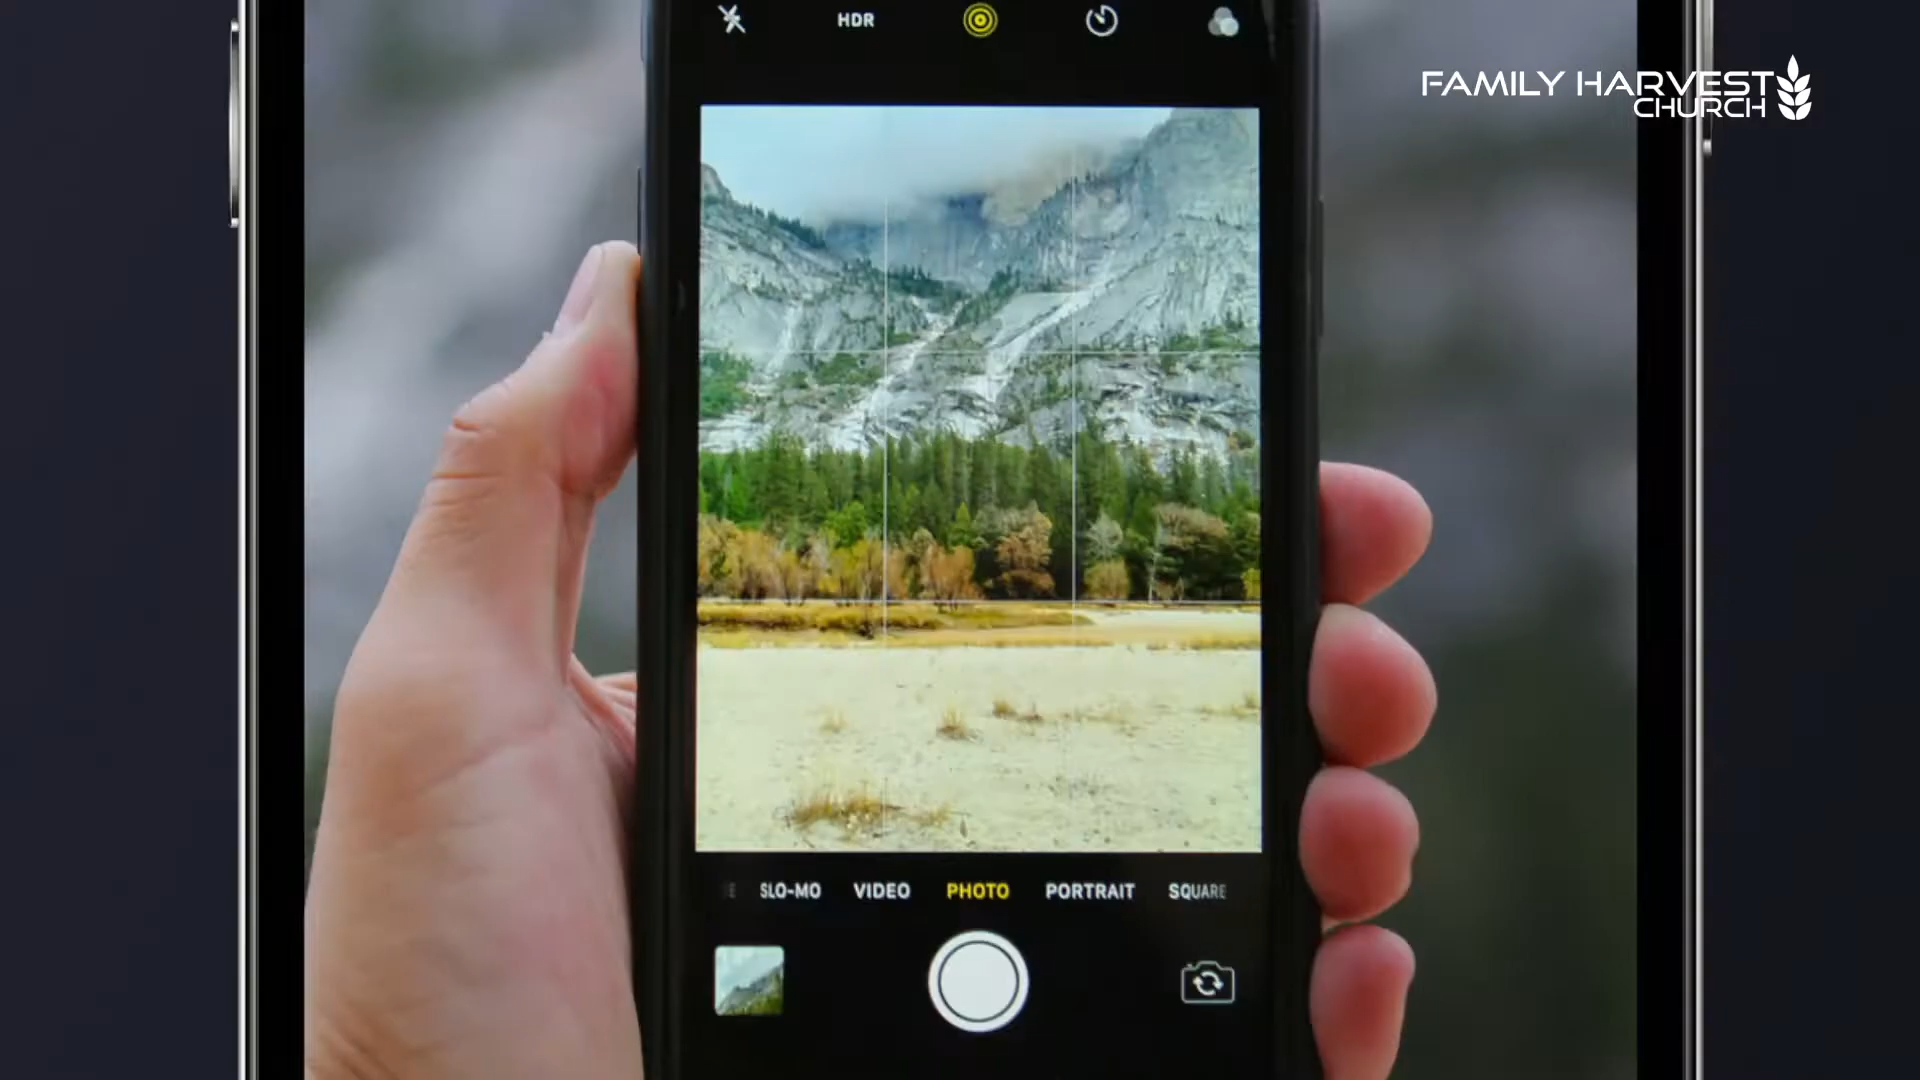 HDR
FAMILY HARVEST
CHURCH
SLO-MO
VIDEO
PHOTO
PORTRAIT
SQUARE